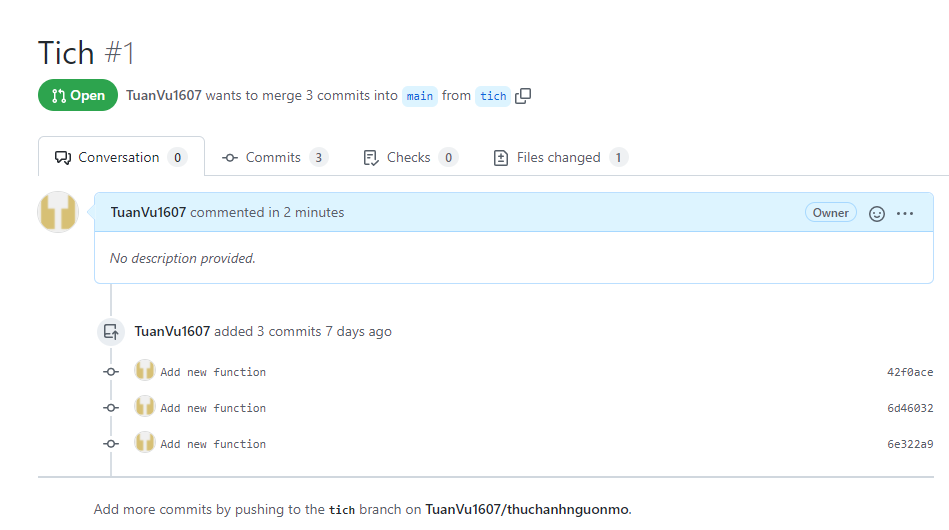 Tich #1
Open TuanVu1607 wants to merge 3 commits into main from tich
Conversation 0 Commits 3 Checks 0 Files changed 1
TuanVu1607 commented in 2 minutes Owner
No description provided.
TuanVu1607 added 3 commits 7 days ago
Add new function 42f0ace
Add new function 6d46032
Add new function 6e322a9
Add more commits by pushing to the tich branch on TuanVu1607/thuchanhnguonmo.